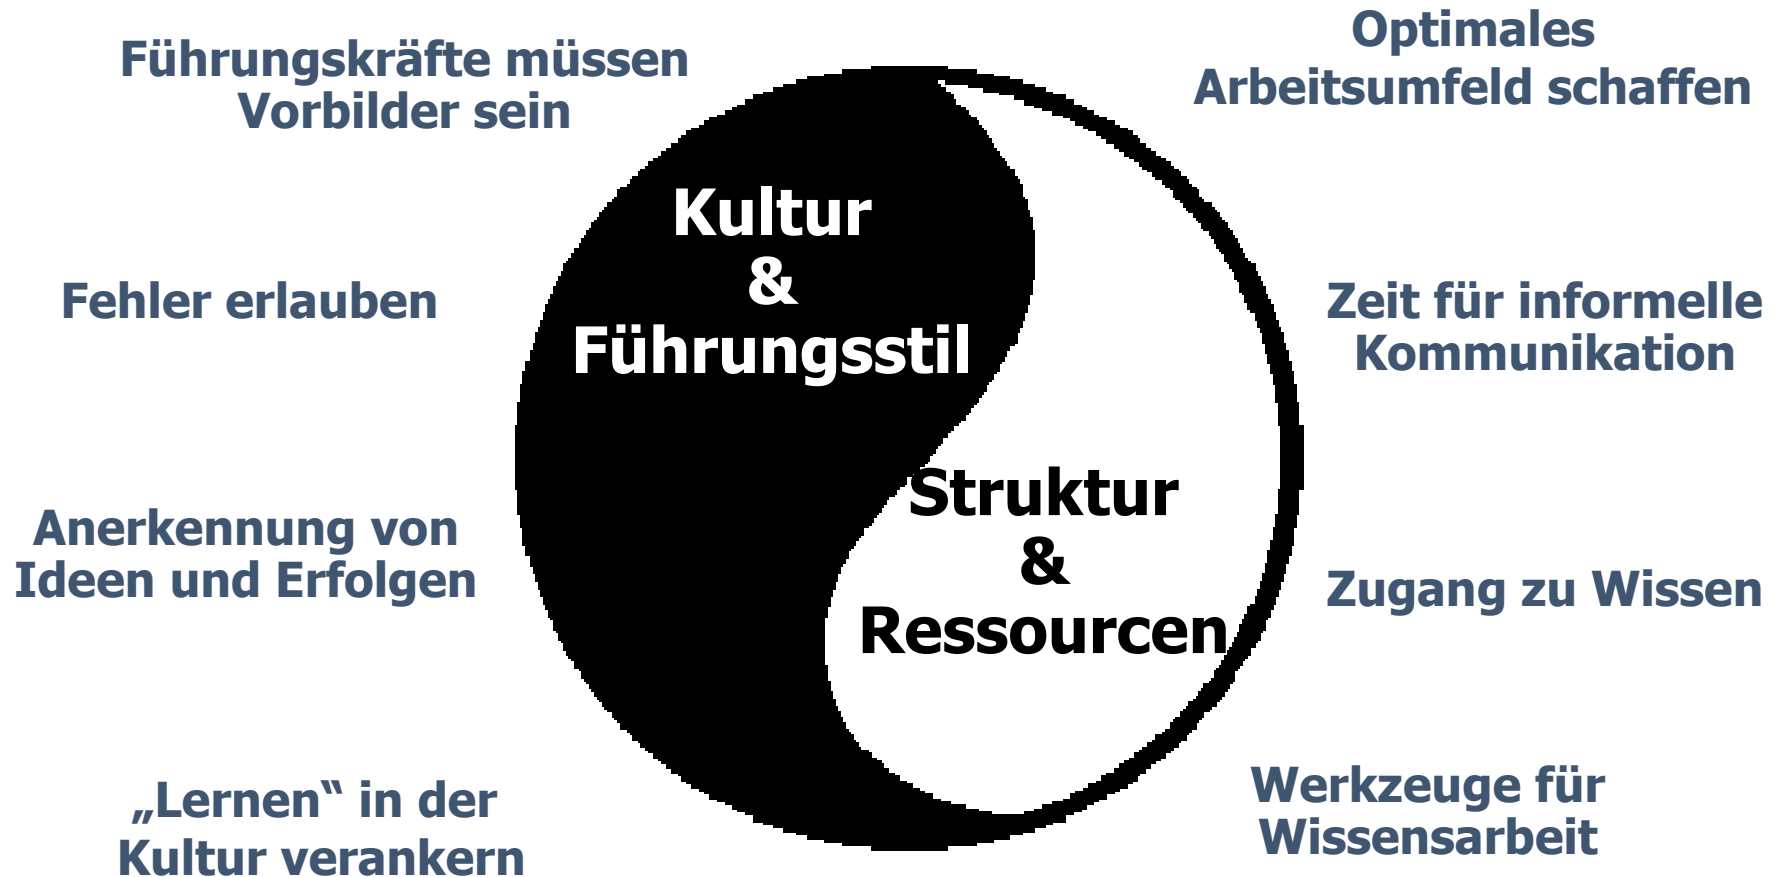 Führungskräfte müssen
Vorbilder sein
Fehler erlauben
Anerkennung von
Ideen und Erfolgen
„Lernen‟ in der
Kultur verankern
Kultur
&
Führungsstil
Struktur
&
Ressourcen
Optimales
Arbeitsumfeld schaffen
Zeit für informelle
Kommunikation
Zugang zu Wissen
Werkzeuge für
Wissensarbeit